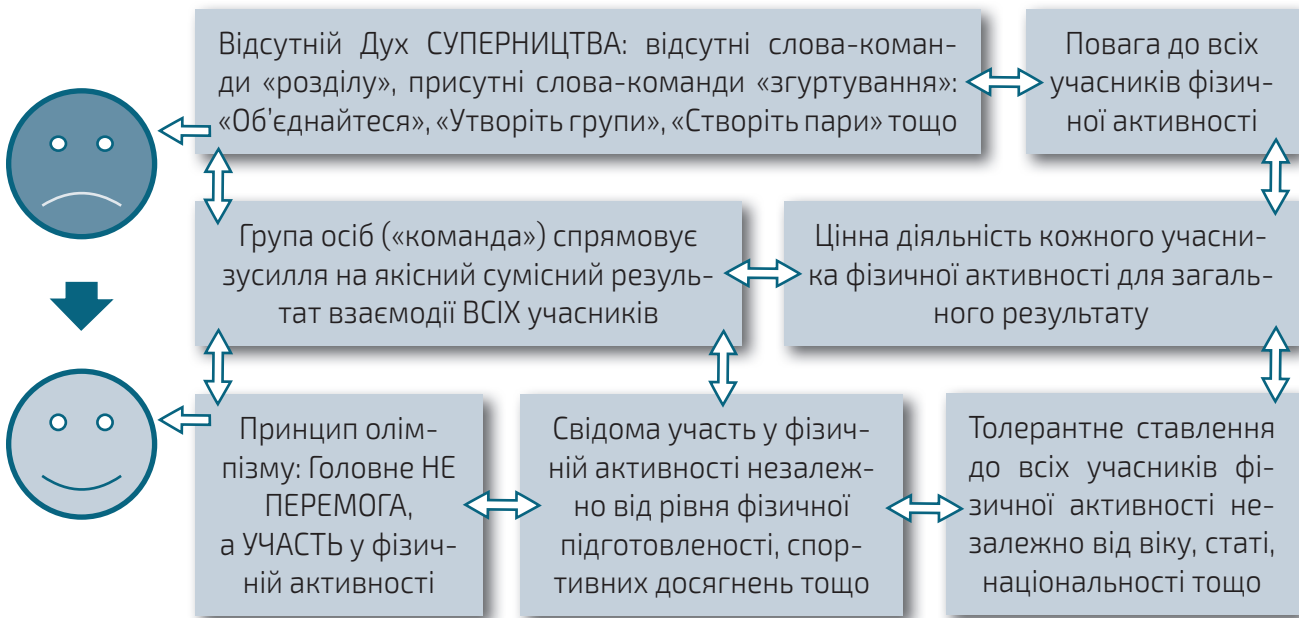 Відсутній Дух СУПЕРНИЦТВА: відсутні слова-коман-
ди «розділу», присутні слова-команди «згуртування»:
«Об’єднайтеся», «Утворіть групи», «Створіть пари» тощо
Повага до всіх
учасників фізич-
ної активності
Група осіб («команда») спрямовує
зусилля на якісний сумісний резуль-
тат взаємодії ВСІХ учасників
Цінна діяльність кожного учасни-
ка фізичної активності для загаль-
ного результату
Принцип олім-
пізму: Головне НЕ
ПЕРЕМОГА,
а УЧАСТЬ у фізич-
ній активності
Свідома участь у фізич-
ній активності незалеж-
но від рівня фізичної
підготовленості, спор-
тивних досягнень тощо
Толерантне ставлення
до всіх учасників фі-
зичної активності не-
залежно від віку, статі,
національності тощо